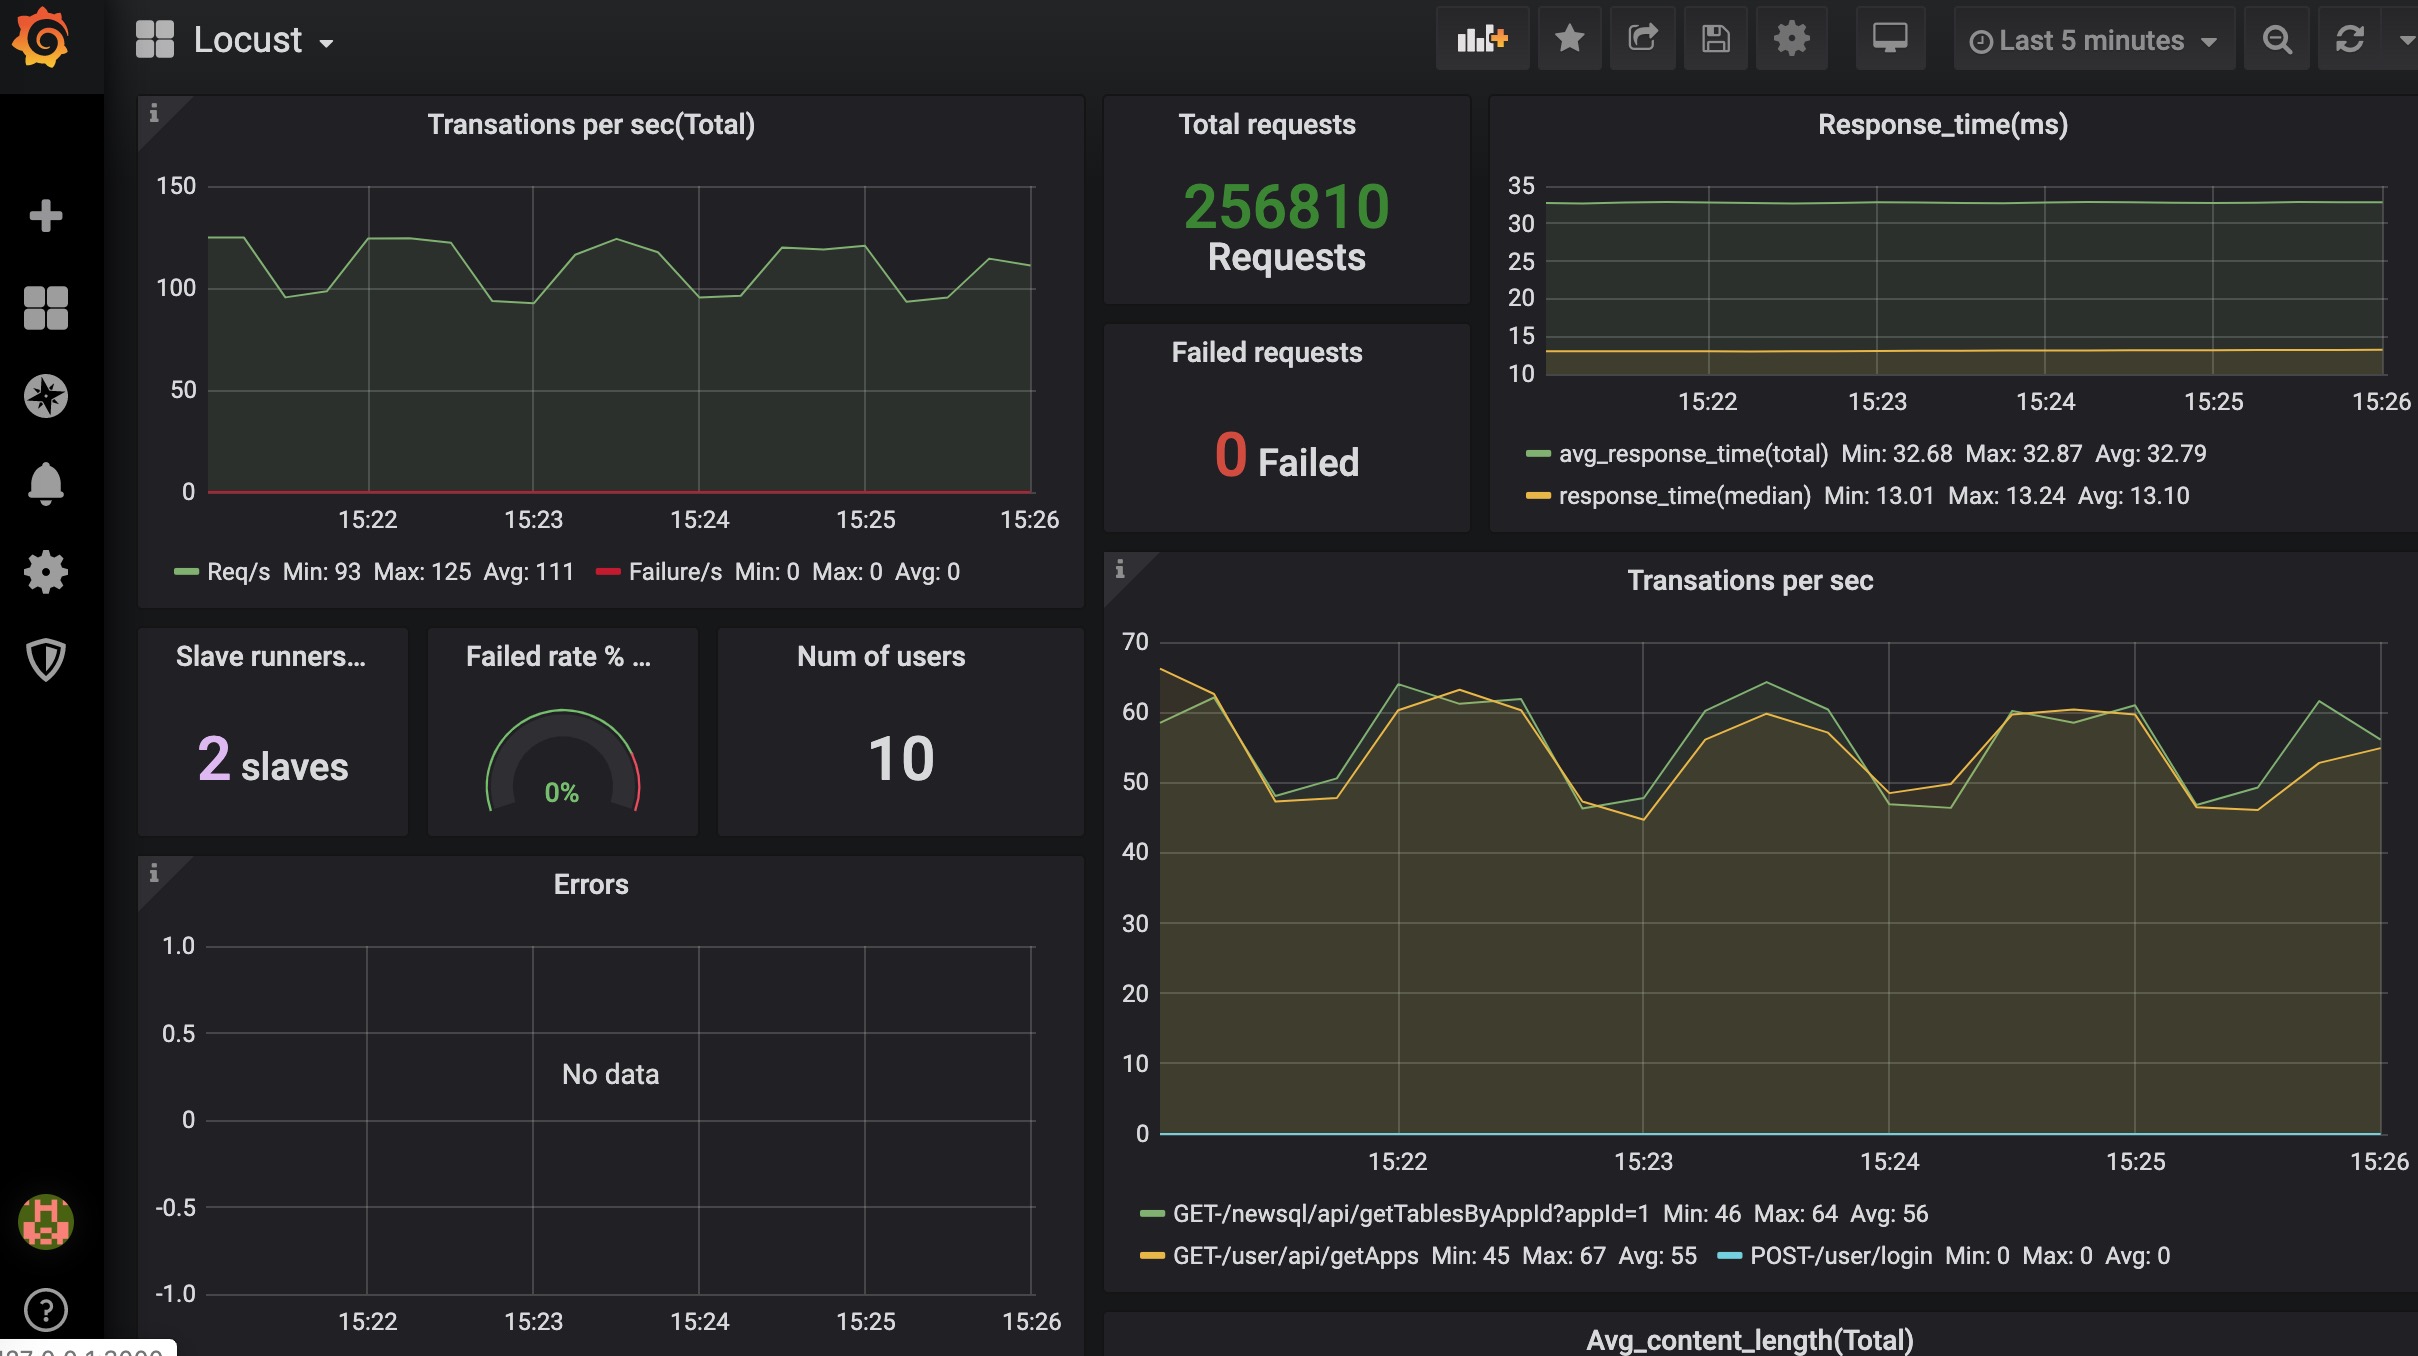 Locust
Last 5 minutes
Transations per sec(Total)
150
100
50
0
15:22 15:23 15:24 15:25 15:26
Req/s Min: 93 Max: 125 Avg: 111 Failure/s Min: 0 Max: 0 Avg: 0
Total requests
256810
Requests
Failed requests
0 Failed
Response_time(ms)
35
30
25
20
15
10
15:22 15:23 15:24 15:25 15:26
avg_response_time(total) Min: 32.68 Max: 32.87 Avg: 32.79
response_time(median) Min: 13.01 Max: 13.24 Avg: 13.10
Slave runners...
2 slaves
Failed rate % ...
0%
Num of users
10
Transations per sec
70
60
50
40
30
20
10
0
15:22 15:23 15:24 15:25 15:26
GET-/newsql/api/getTablesByAppId?appId=1 Min: 46 Max: 64 Avg: 56
GET-/user/api/getApps Min: 45 Max: 67 Avg: 55 POST-/user/login Min: 0 Max: 0 Avg: 0
Errors
1.0
0.5
No data
0
-0.5
-1.0
15:22 15:23 15:24 15:25 15:26
Avg_content_length(Total)